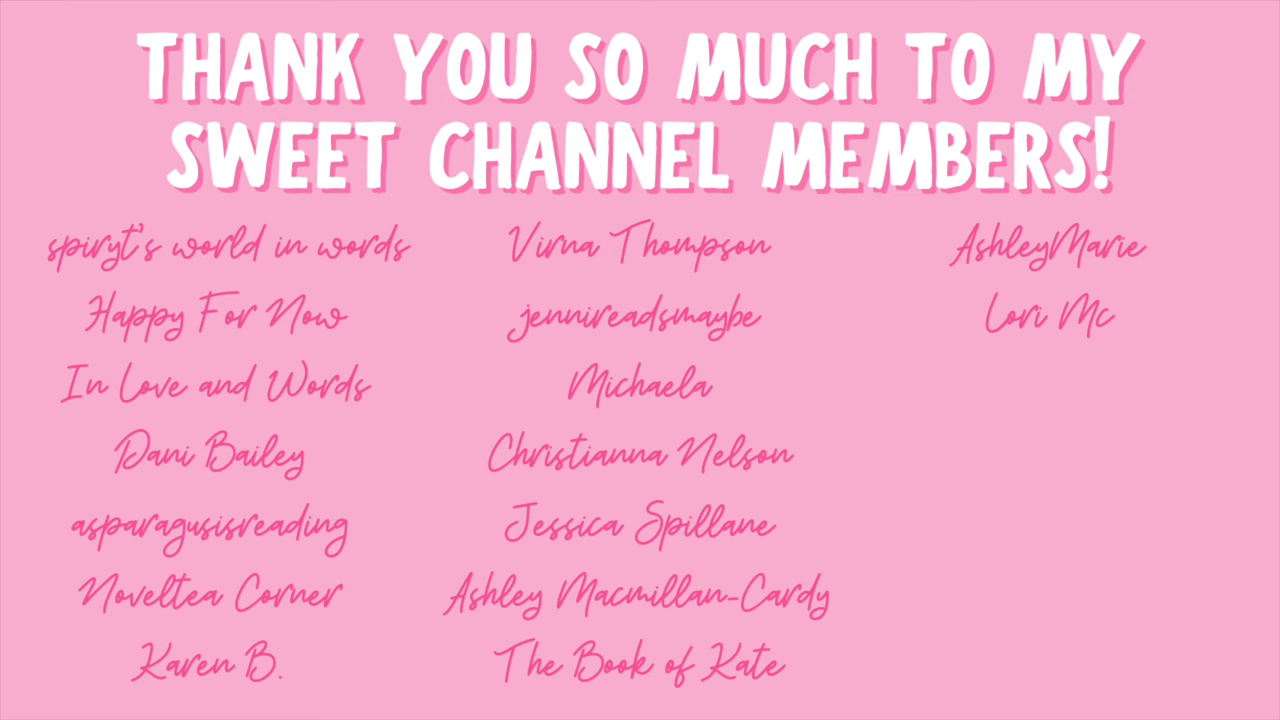 THANK YOU SO MUCH TO MY
SWEET CHANNEL MEMBERS!
spiryt's world in words
Happy For Now
In Love and Words
Dani Bailey
asparagusisreading
Noveltea Corner
Karen B.
Virna Thompson
jennireadsmaybe
Michaela
Christianna Nelson
Jessica Spillane
Ashley Macmillan-Cardy
The Book of Kate
AshleyMarie
Lori Mc